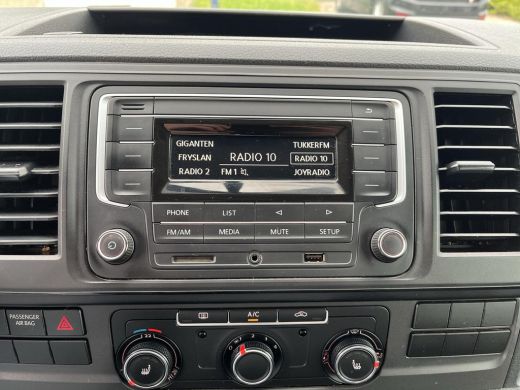 GIGANTEN TUKKERFM
FRYSLAN RADIO 10 RADIO 10
RADIO 2 FM 1 JOYRADIO
PHONE LIST
FM/AM MEDIA MUTE SETUP
PASSENGER
AIR BAG
A/C
22